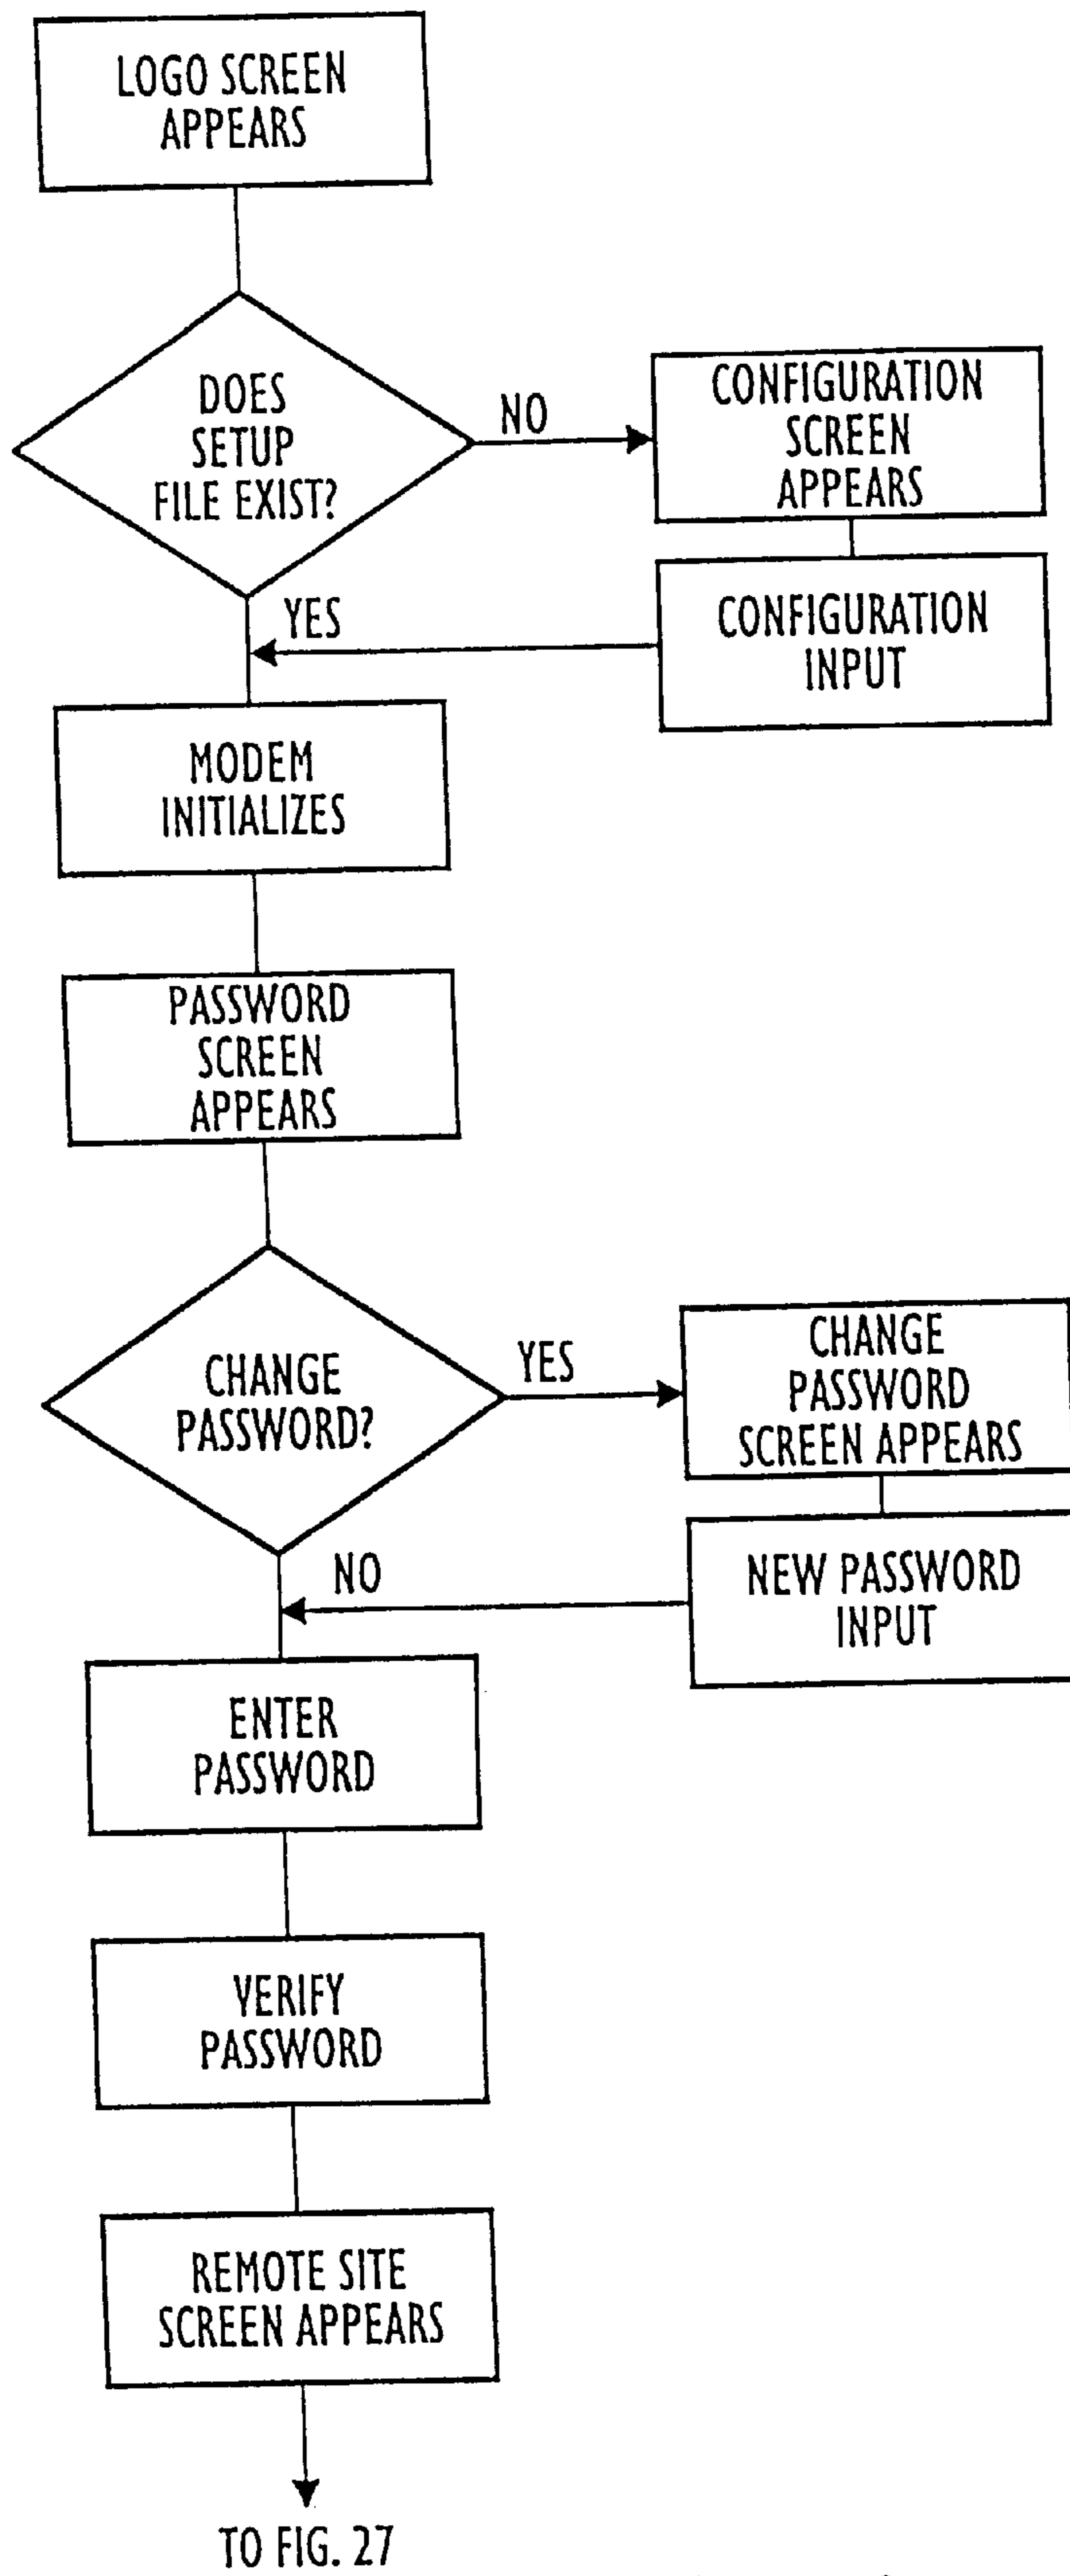 LOGO SCREEN
APPEARS
DOES
SETUP
FILE EXIST?
NO
CONFIGURATION
SCREEN
APPEARS
YES
CONFIGURATION
INPUT
MODEM
INITIALIZES
PASSWORD
SCREEN
APPEARS
CHANGE
PASSWORD?
YES
CHANGE
PASSWORD
SCREEN APPEARS
NO
NEW PASSWORD
INPUT
ENTER
PASSWORD
VERIFY
PASSWORD
REMOTE SITE
SCREEN APPEARS
TO FIG. 27